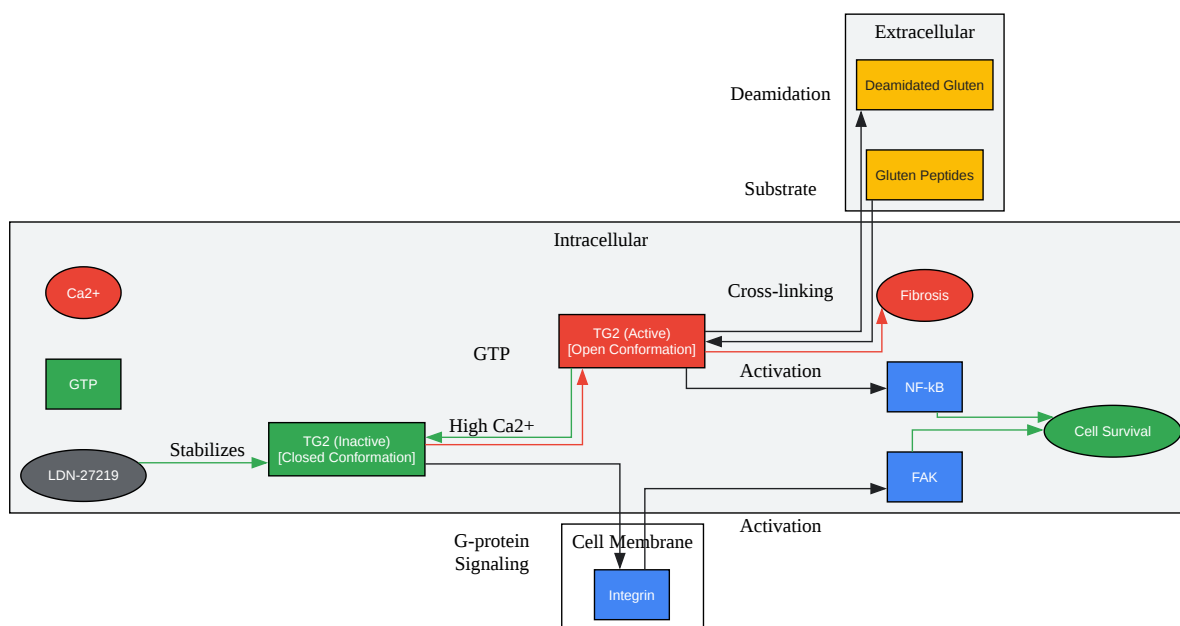 Extracellular
Deamidated Gluten
Deamidation
Gluten Peptides
Substrate
Intracellular
Ca2+
Cross-linking
Fibrosis
TG2 (Active)
[Open Conformation]
GTP
Activation
GTP
NF-kB
High Ca2+
Stabilizes
TG2 (Inactive)
[Closed Conformation]
Cell Survival
LDN-27219
FAK
Activation
G-protein
Signaling
Cell Membrane
Integrin